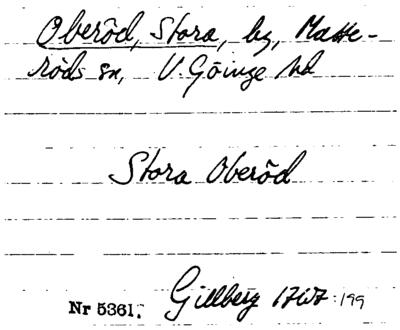 Oberöd, Stora, by, Matte-
röds sn, V. Göinge hd
Stora Oberöd
Nr 5361. Gillberg 1767:199